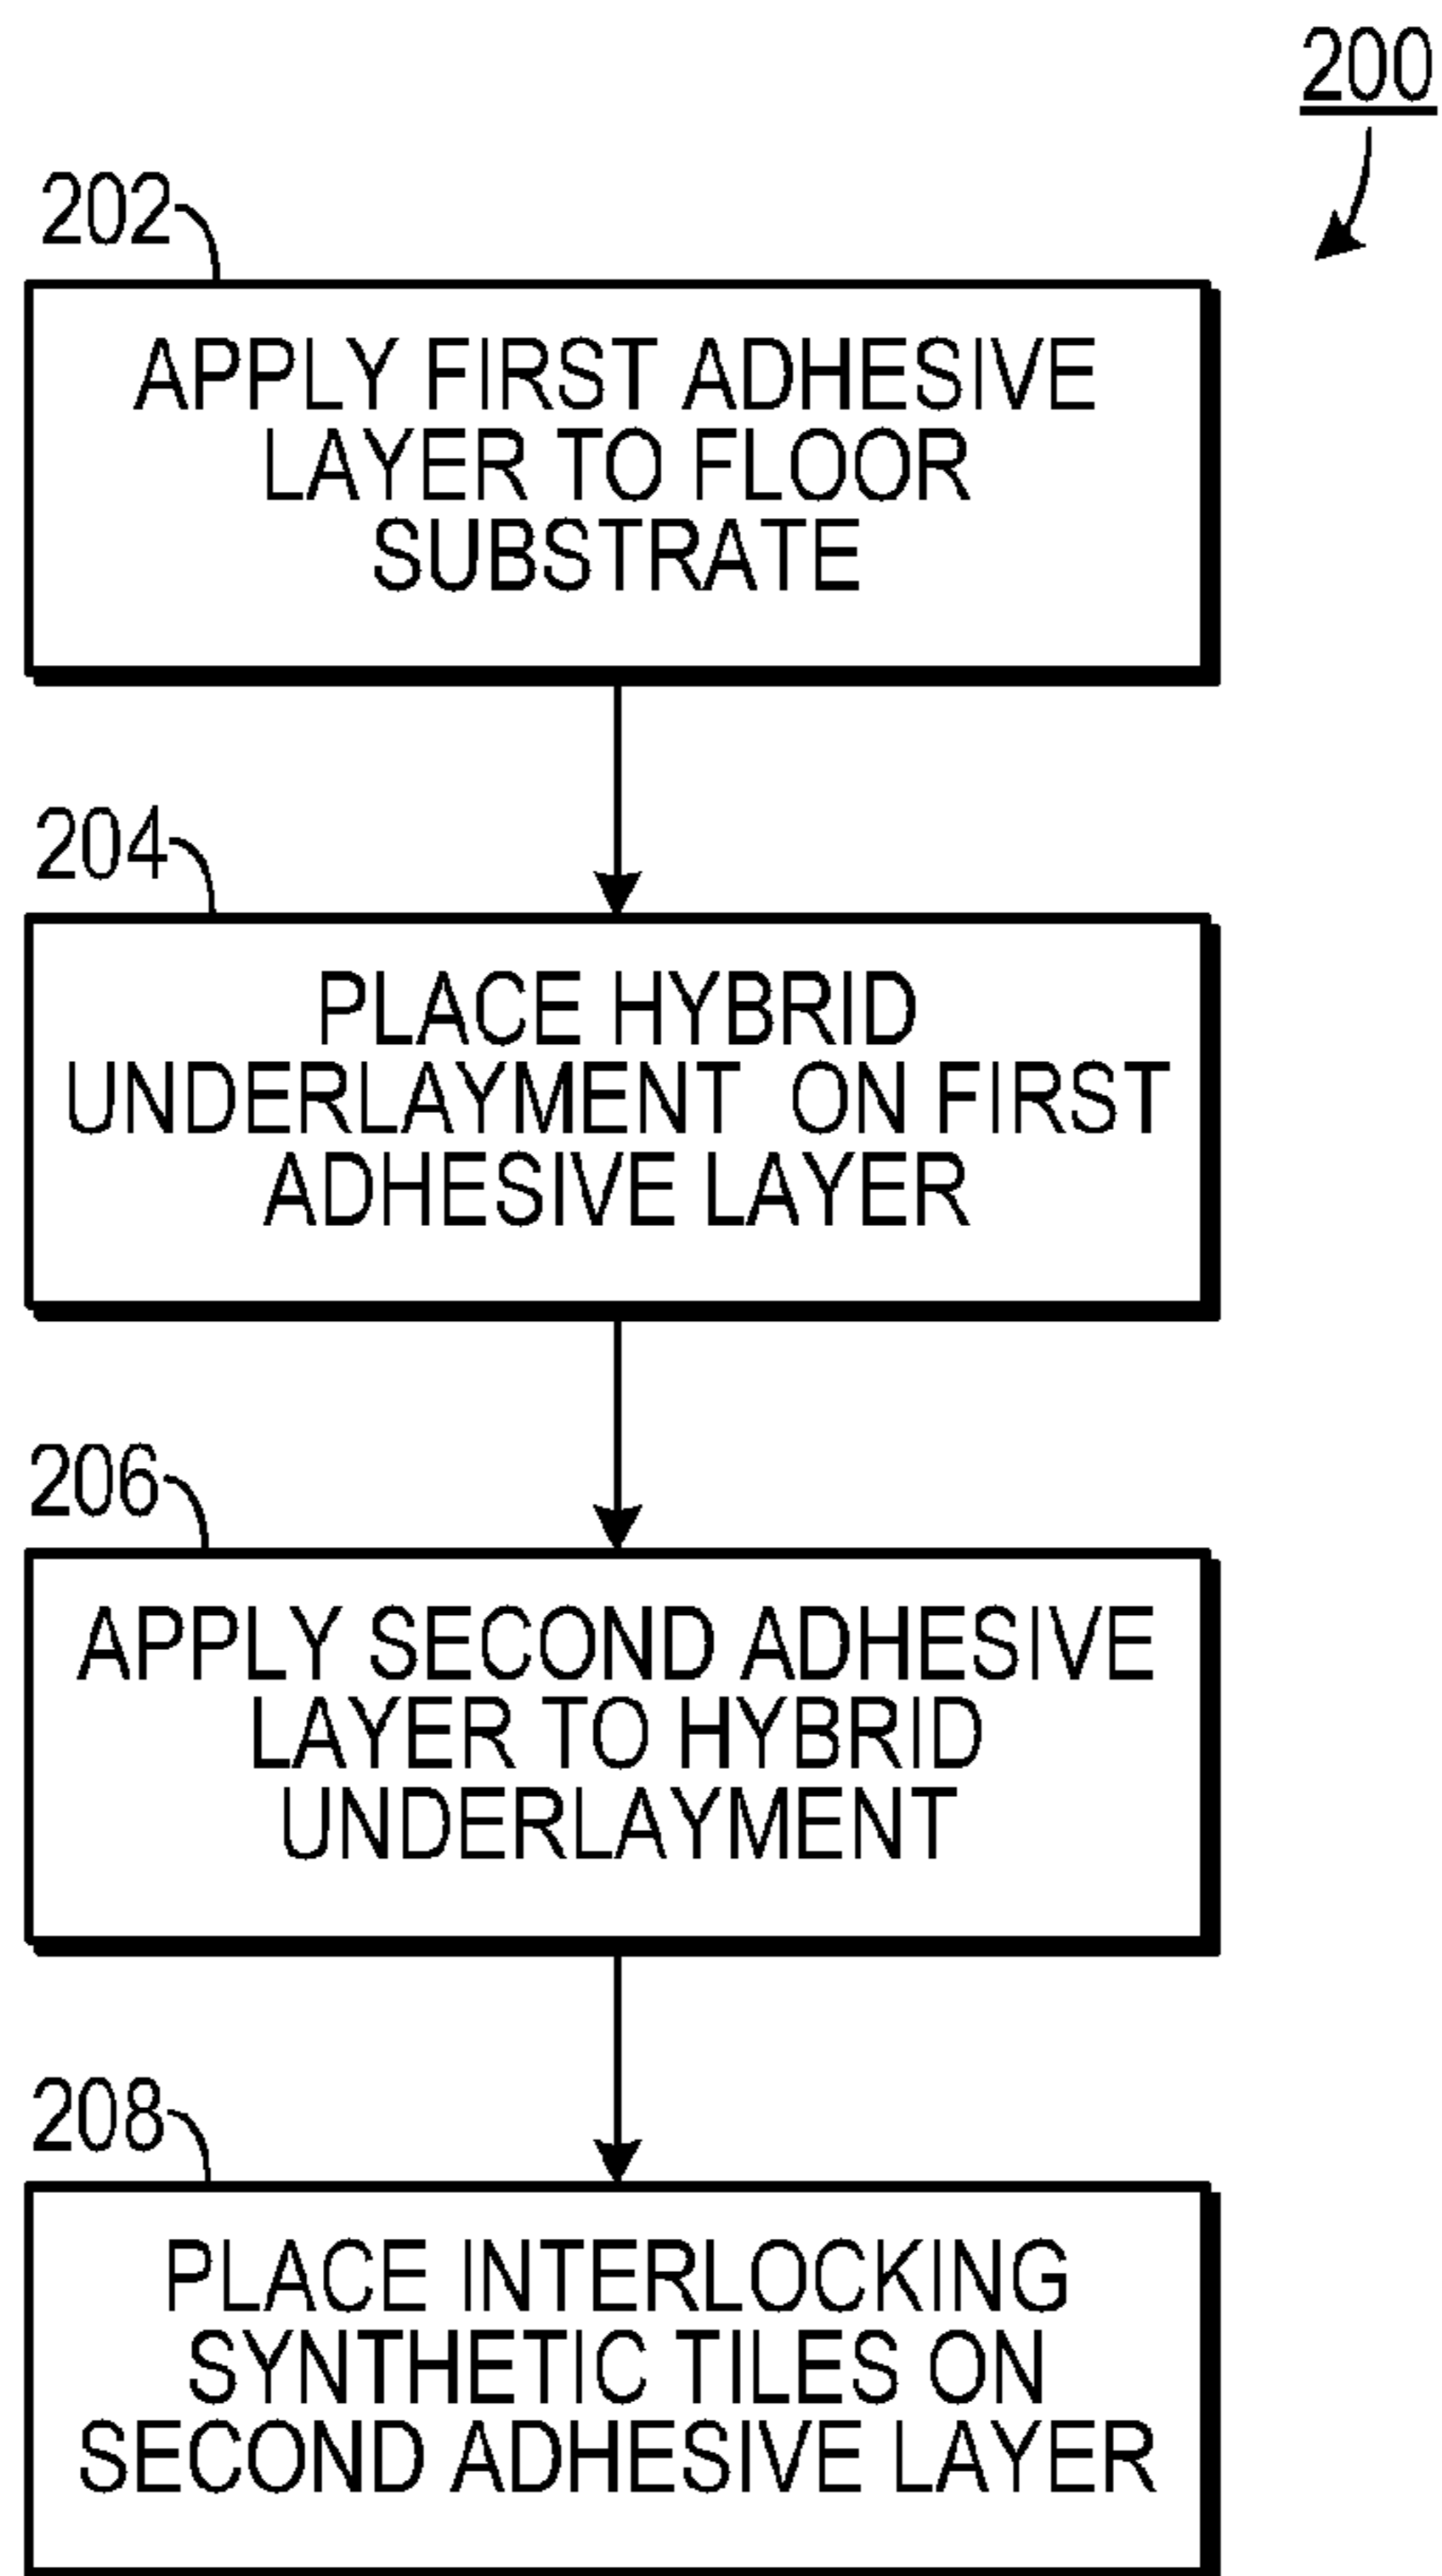 200
202
APPLY FIRST ADHESIVE
LAYER TO FLOOR
SUBSTRATE
204
PLACE HYBRID
UNDERLAYMENT ON FIRST
ADHESIVE LAYER
206
APPLY SECOND ADHESIVE
LAYER TO HYBRID
UNDERLAYMENT
208
PLACE INTERLOCKING
SYNTHETIC TILES ON
SECOND ADHESIVE LAYER